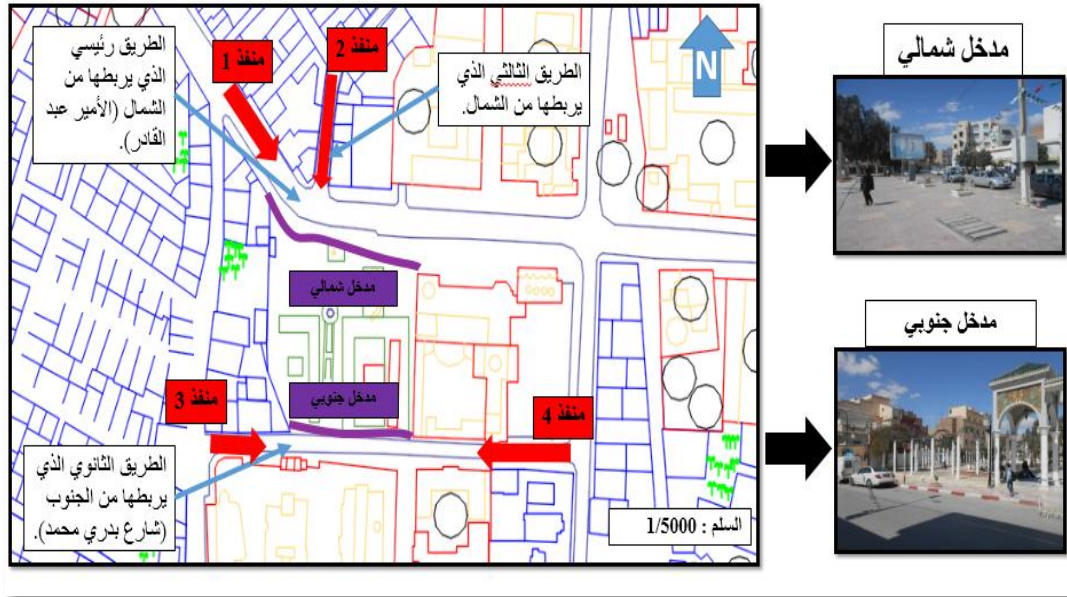 الطريق رئيسي
الذي يربطها من
الشمال (الأمير عبد
القادر).
منفذ 1
منفذ 2
الطريق الثالثي الذي
يربطها من الشمال.
N
مدخل شمالي
مدخل شمالي
مدخل جنوبي
مدخل جنوبي
منفذ 3
منفذ 4
الطريق الثانوي الذي
يربطها من الجنوب
(شارع بدري محمد).
السلم : 1/5000